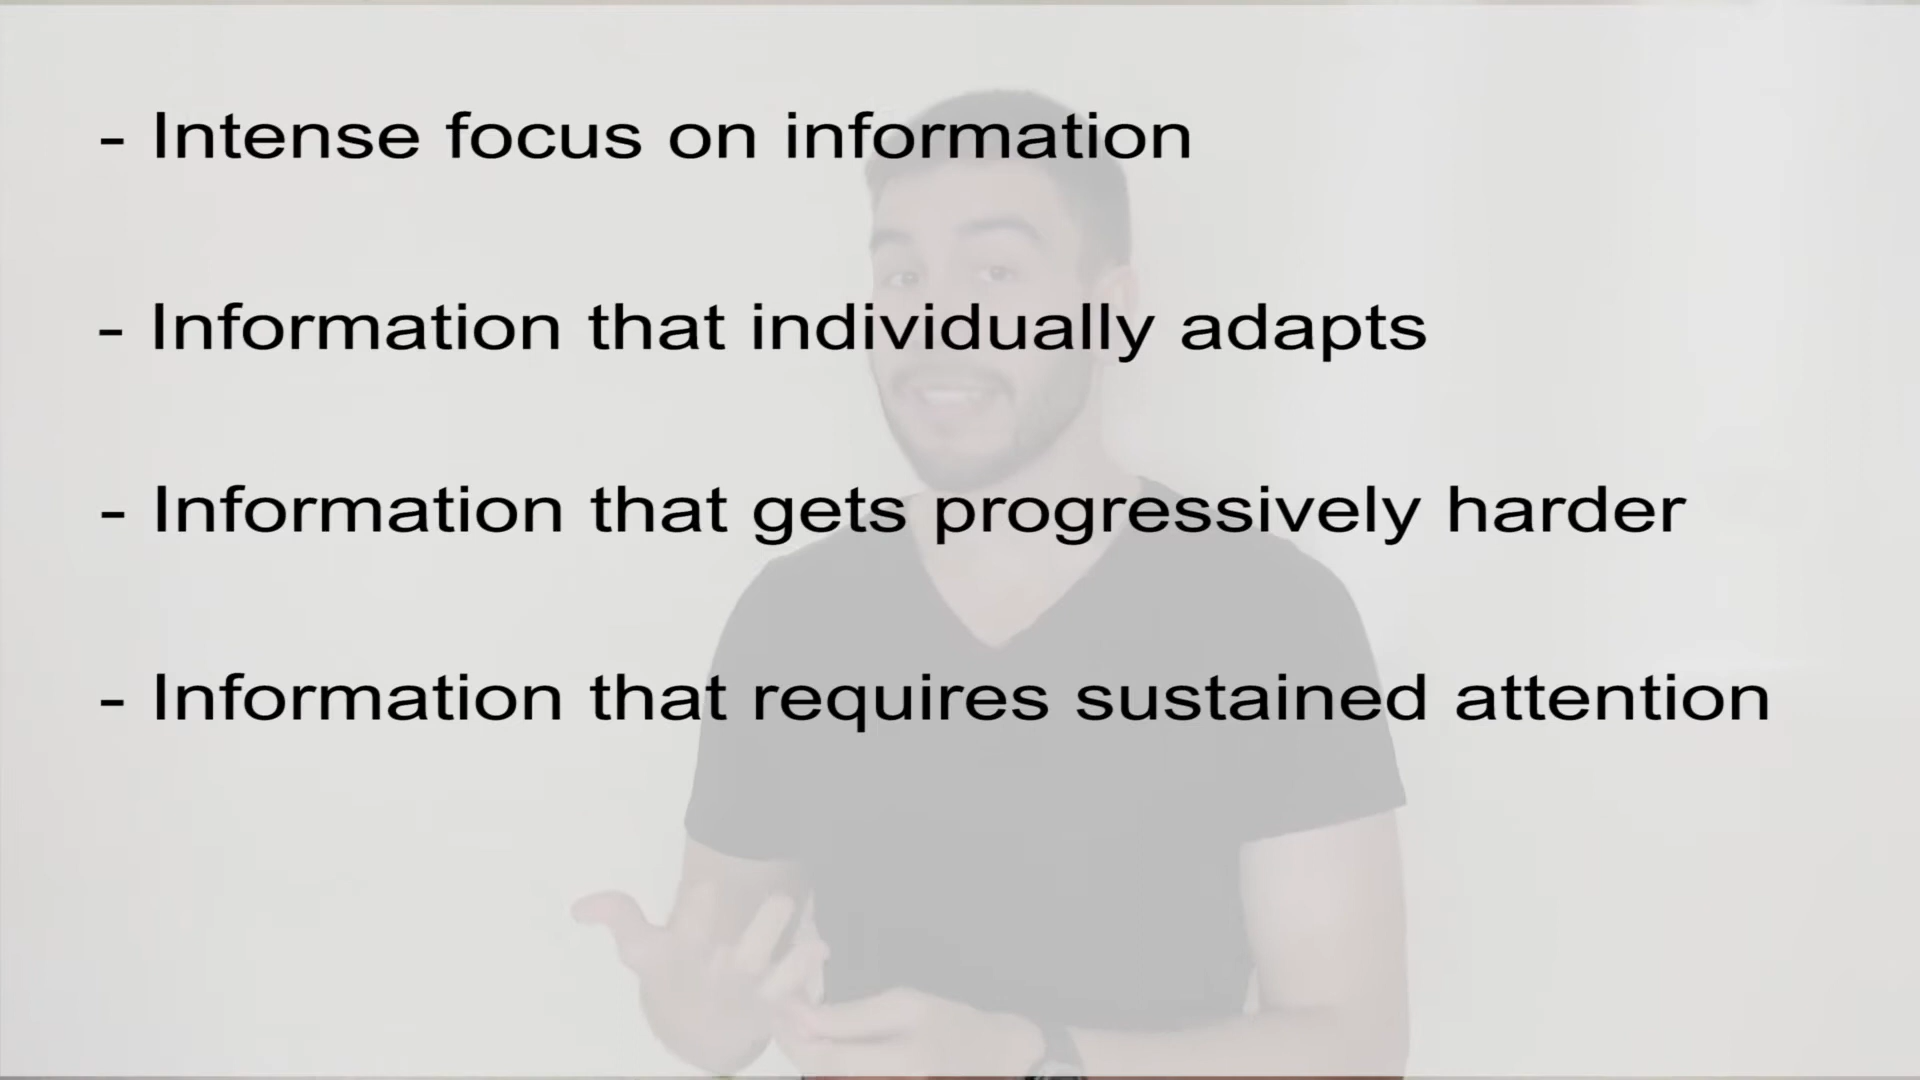 - Intense focus on information
- Information that individually adapts
- Information that gets progressively harder
- Information that requires sustained attention